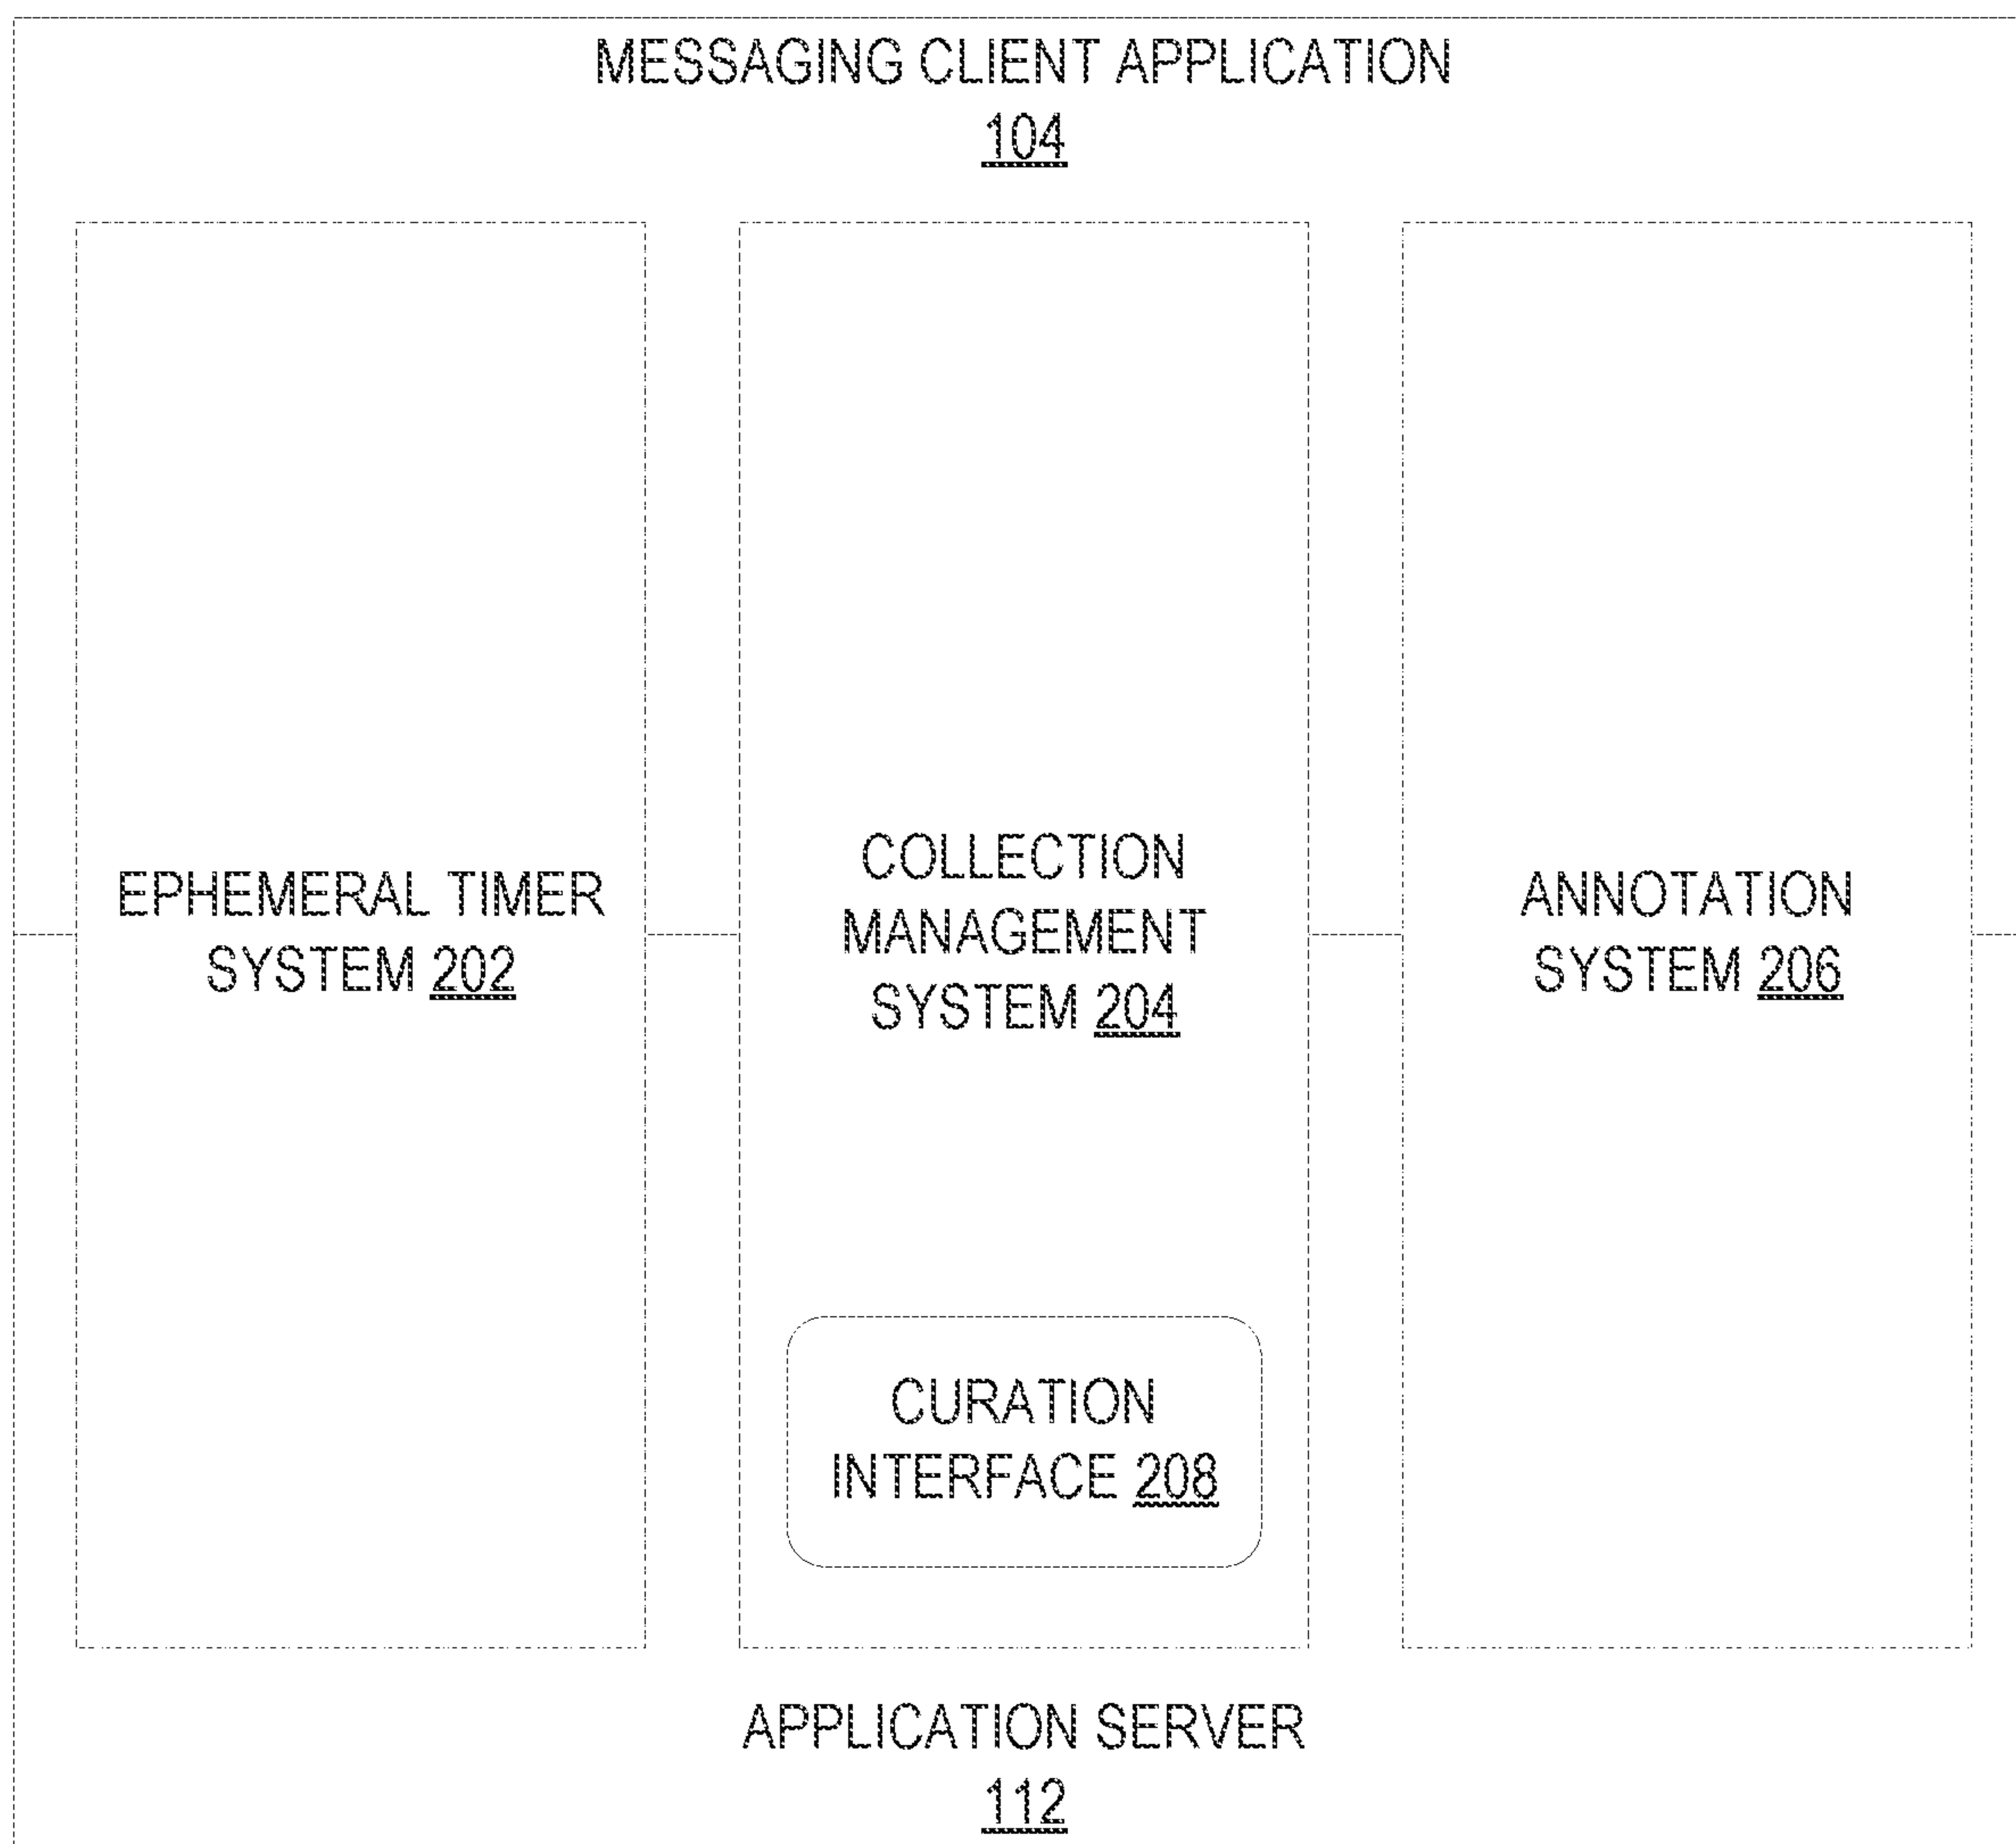 MESSAGING CLIENT APPLICATION
104
EPHEMERAL TIMER
SYSTEM 202
COLLECTION
MANAGEMENT
SYSTEM 204
CURATION
INTERFACE 208
ANNOTATION
SYSTEM 206
APPLICATION SERVER
112